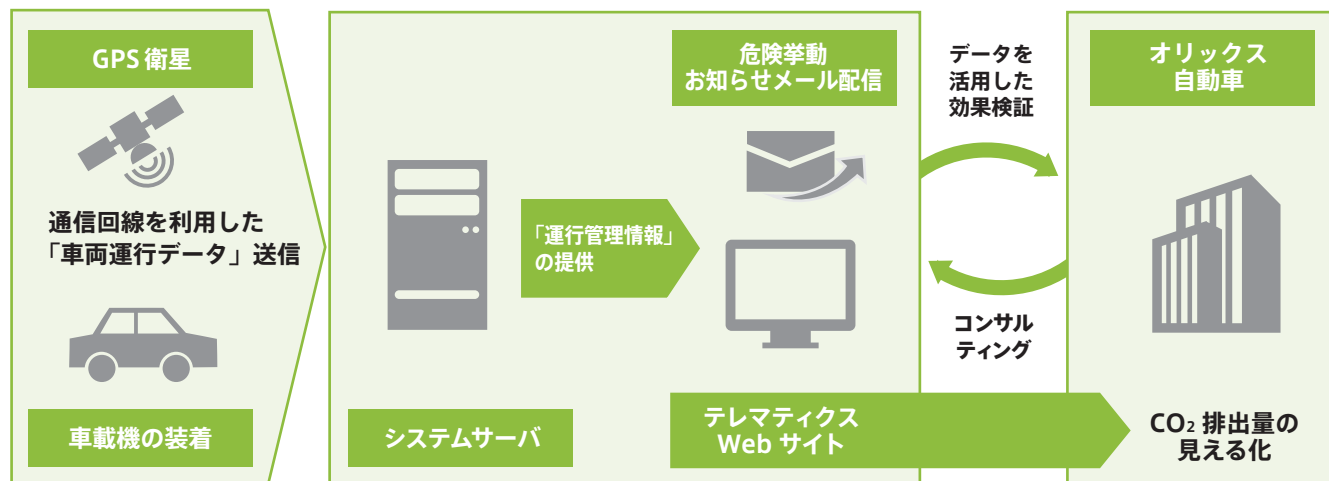 GPS 衛星
通信回線を利用した
「車両運行データ」送信
車載機の装着
システムサーバ
「運行管理情報」
の提供
危険挙動
お知らせメール配信
テレマティクス
Web サイト
データを
活用した
効果検証
コンサル
ティング
オリックス
自動車
CO₂ 排出量の
見える化